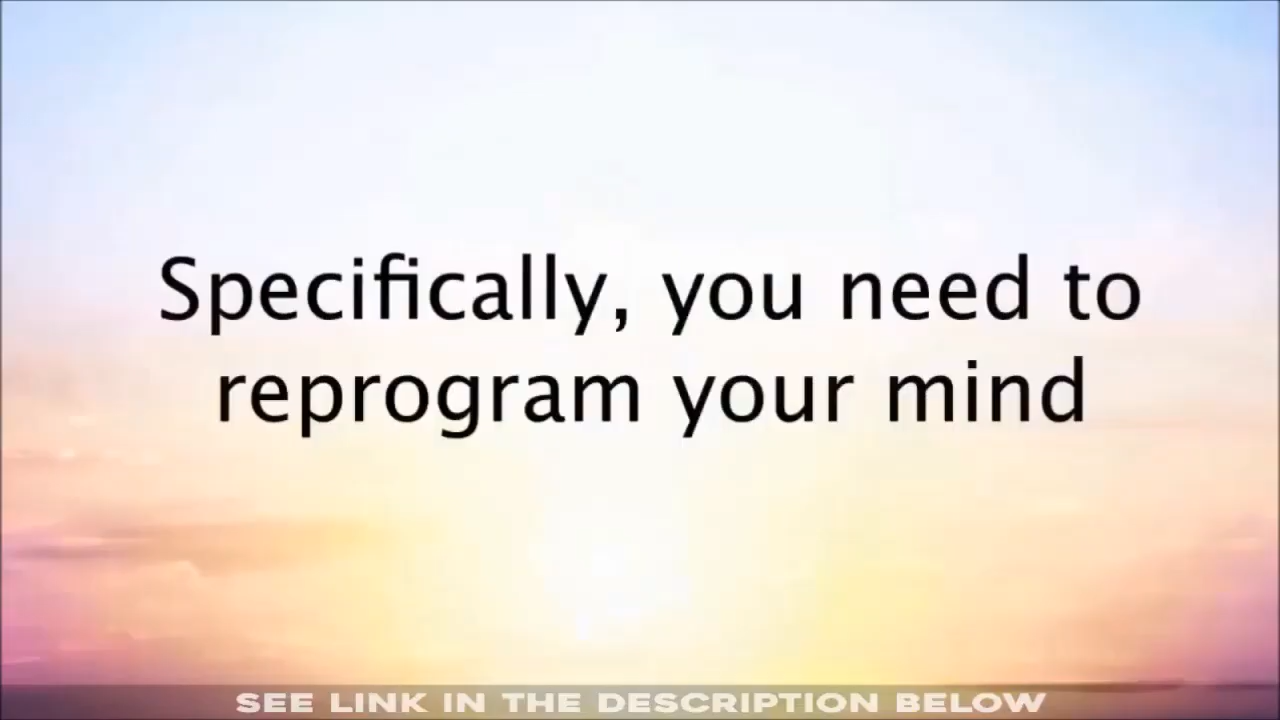 Specifically, you need to
reprogram your mind
SEE LINK IN THE DESCRIPTION BELOW